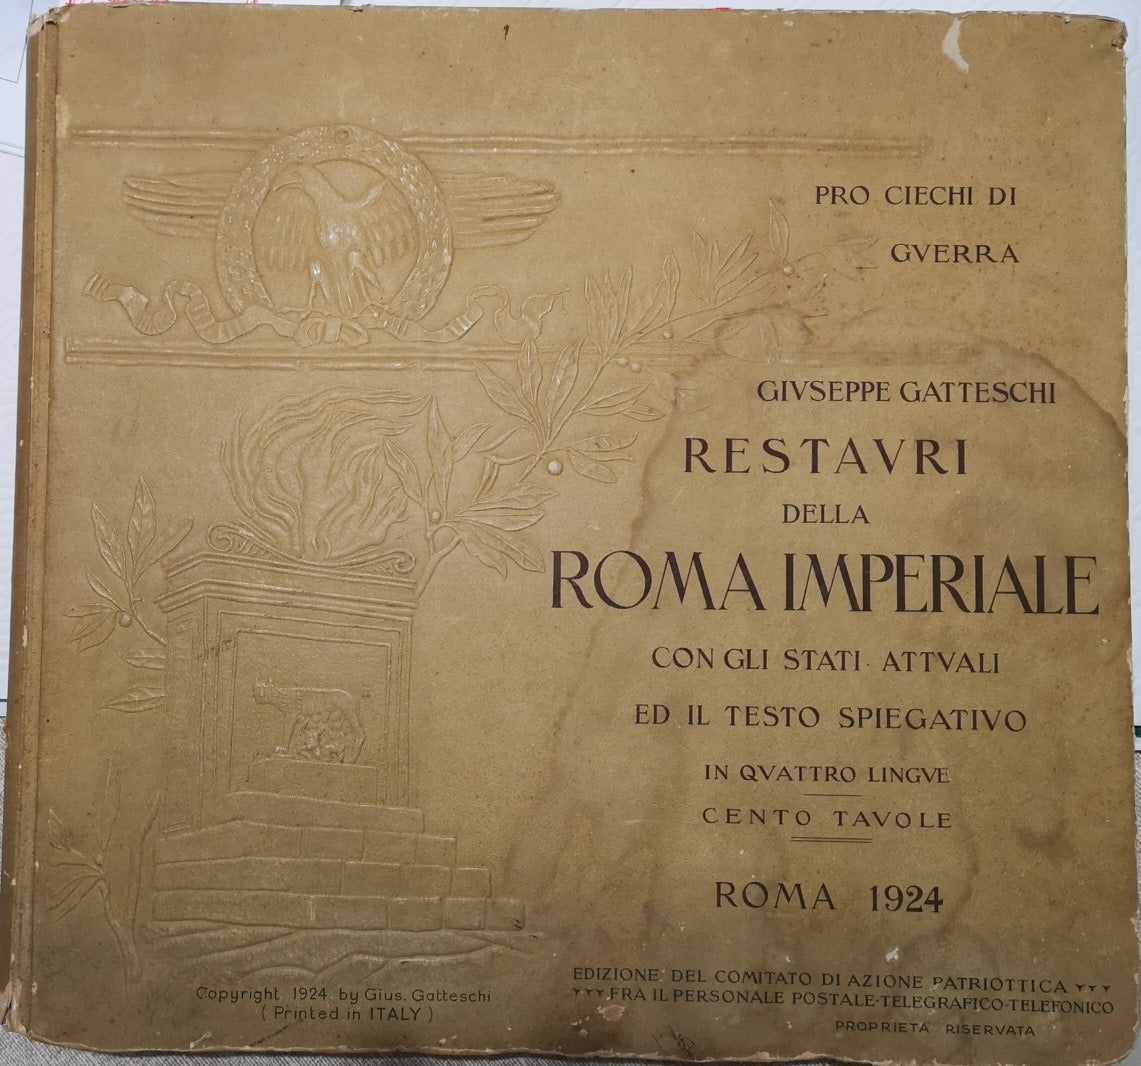 PRO CIECHI DI
GVERRA
GIVSEPPE GATTESCHI
RESTAVRI
DELLA
ROMA IMPERIALE
CON GLI STATI ATTVALI
ED IL TESTO SPIEGATIVO
IN QVATTRO LINGVE
CENTO TAVOLE
ROMA 1924
EDIZIONE DEL COMITATO DI AZIONE PATRIOTTICA
FRA IL PERSONALE POSTALE-TELEGRAFICO-TELEFONICO
PROPRIETA RISERVATA
Copyright 1924. by Gius. Gatteschi
( Printed in ITALY )